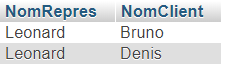 NomRepres NomClient
Leonard Bruno
Leonard Denis